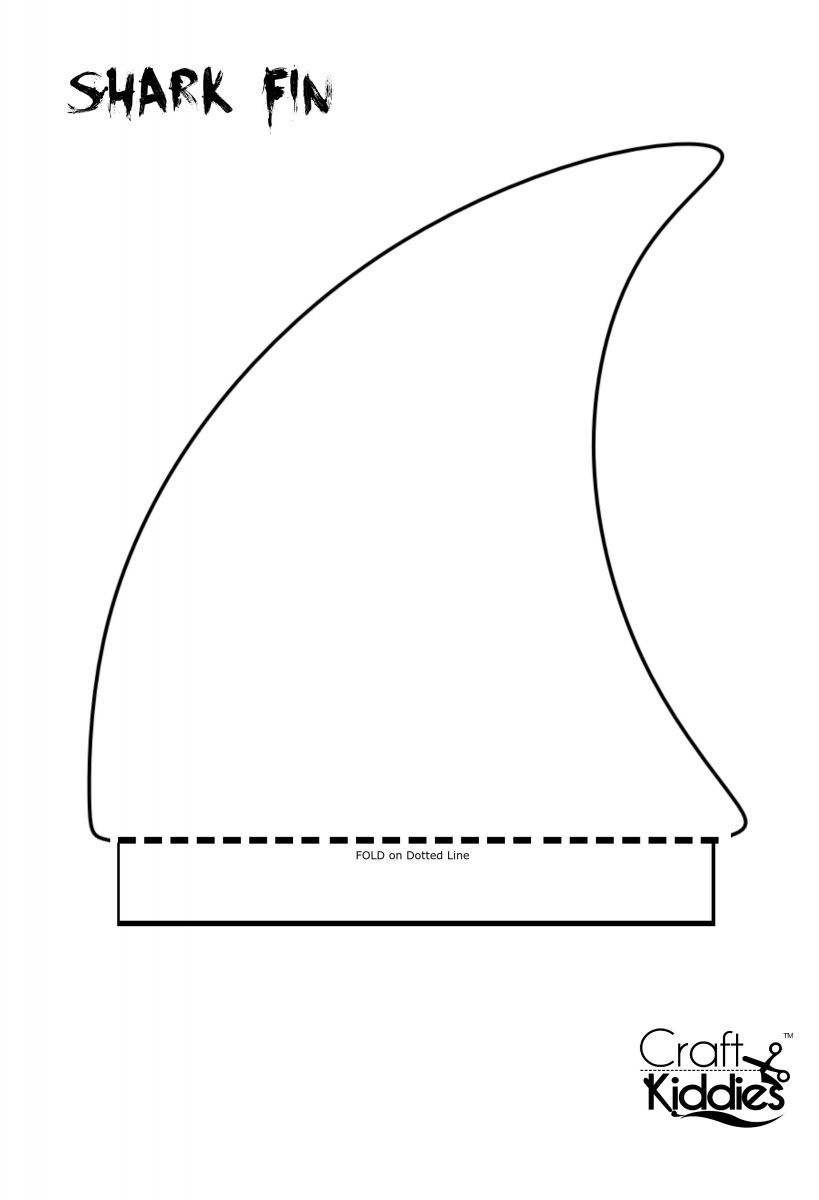 SHARK FIN
FOLD on Dotted Line
Craft TM
Kiddies